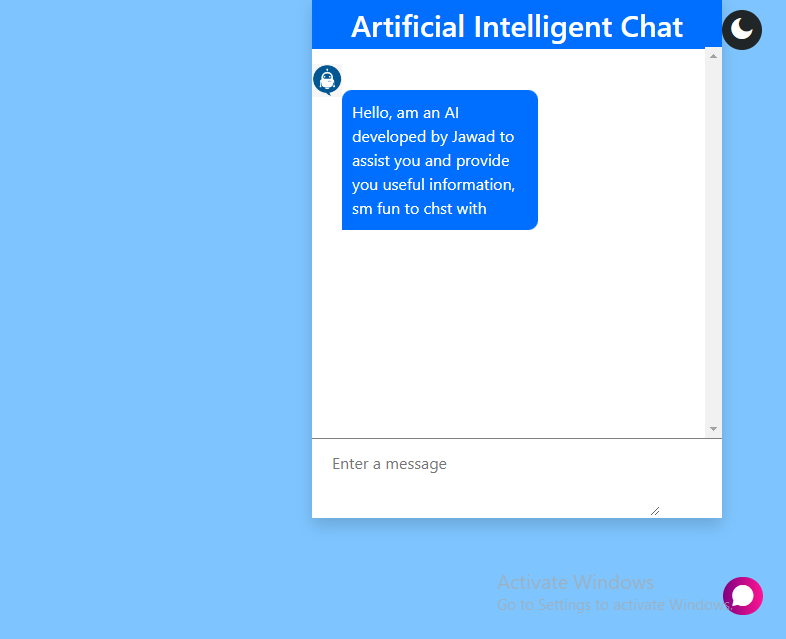 Artificial Intelligent Chat
Hello, am an AI
developed by Jawad to
assist you and provide
you useful information,
sm fun to chst with
Enter a message
Activate Windows
Go to Settings to activate Windows.